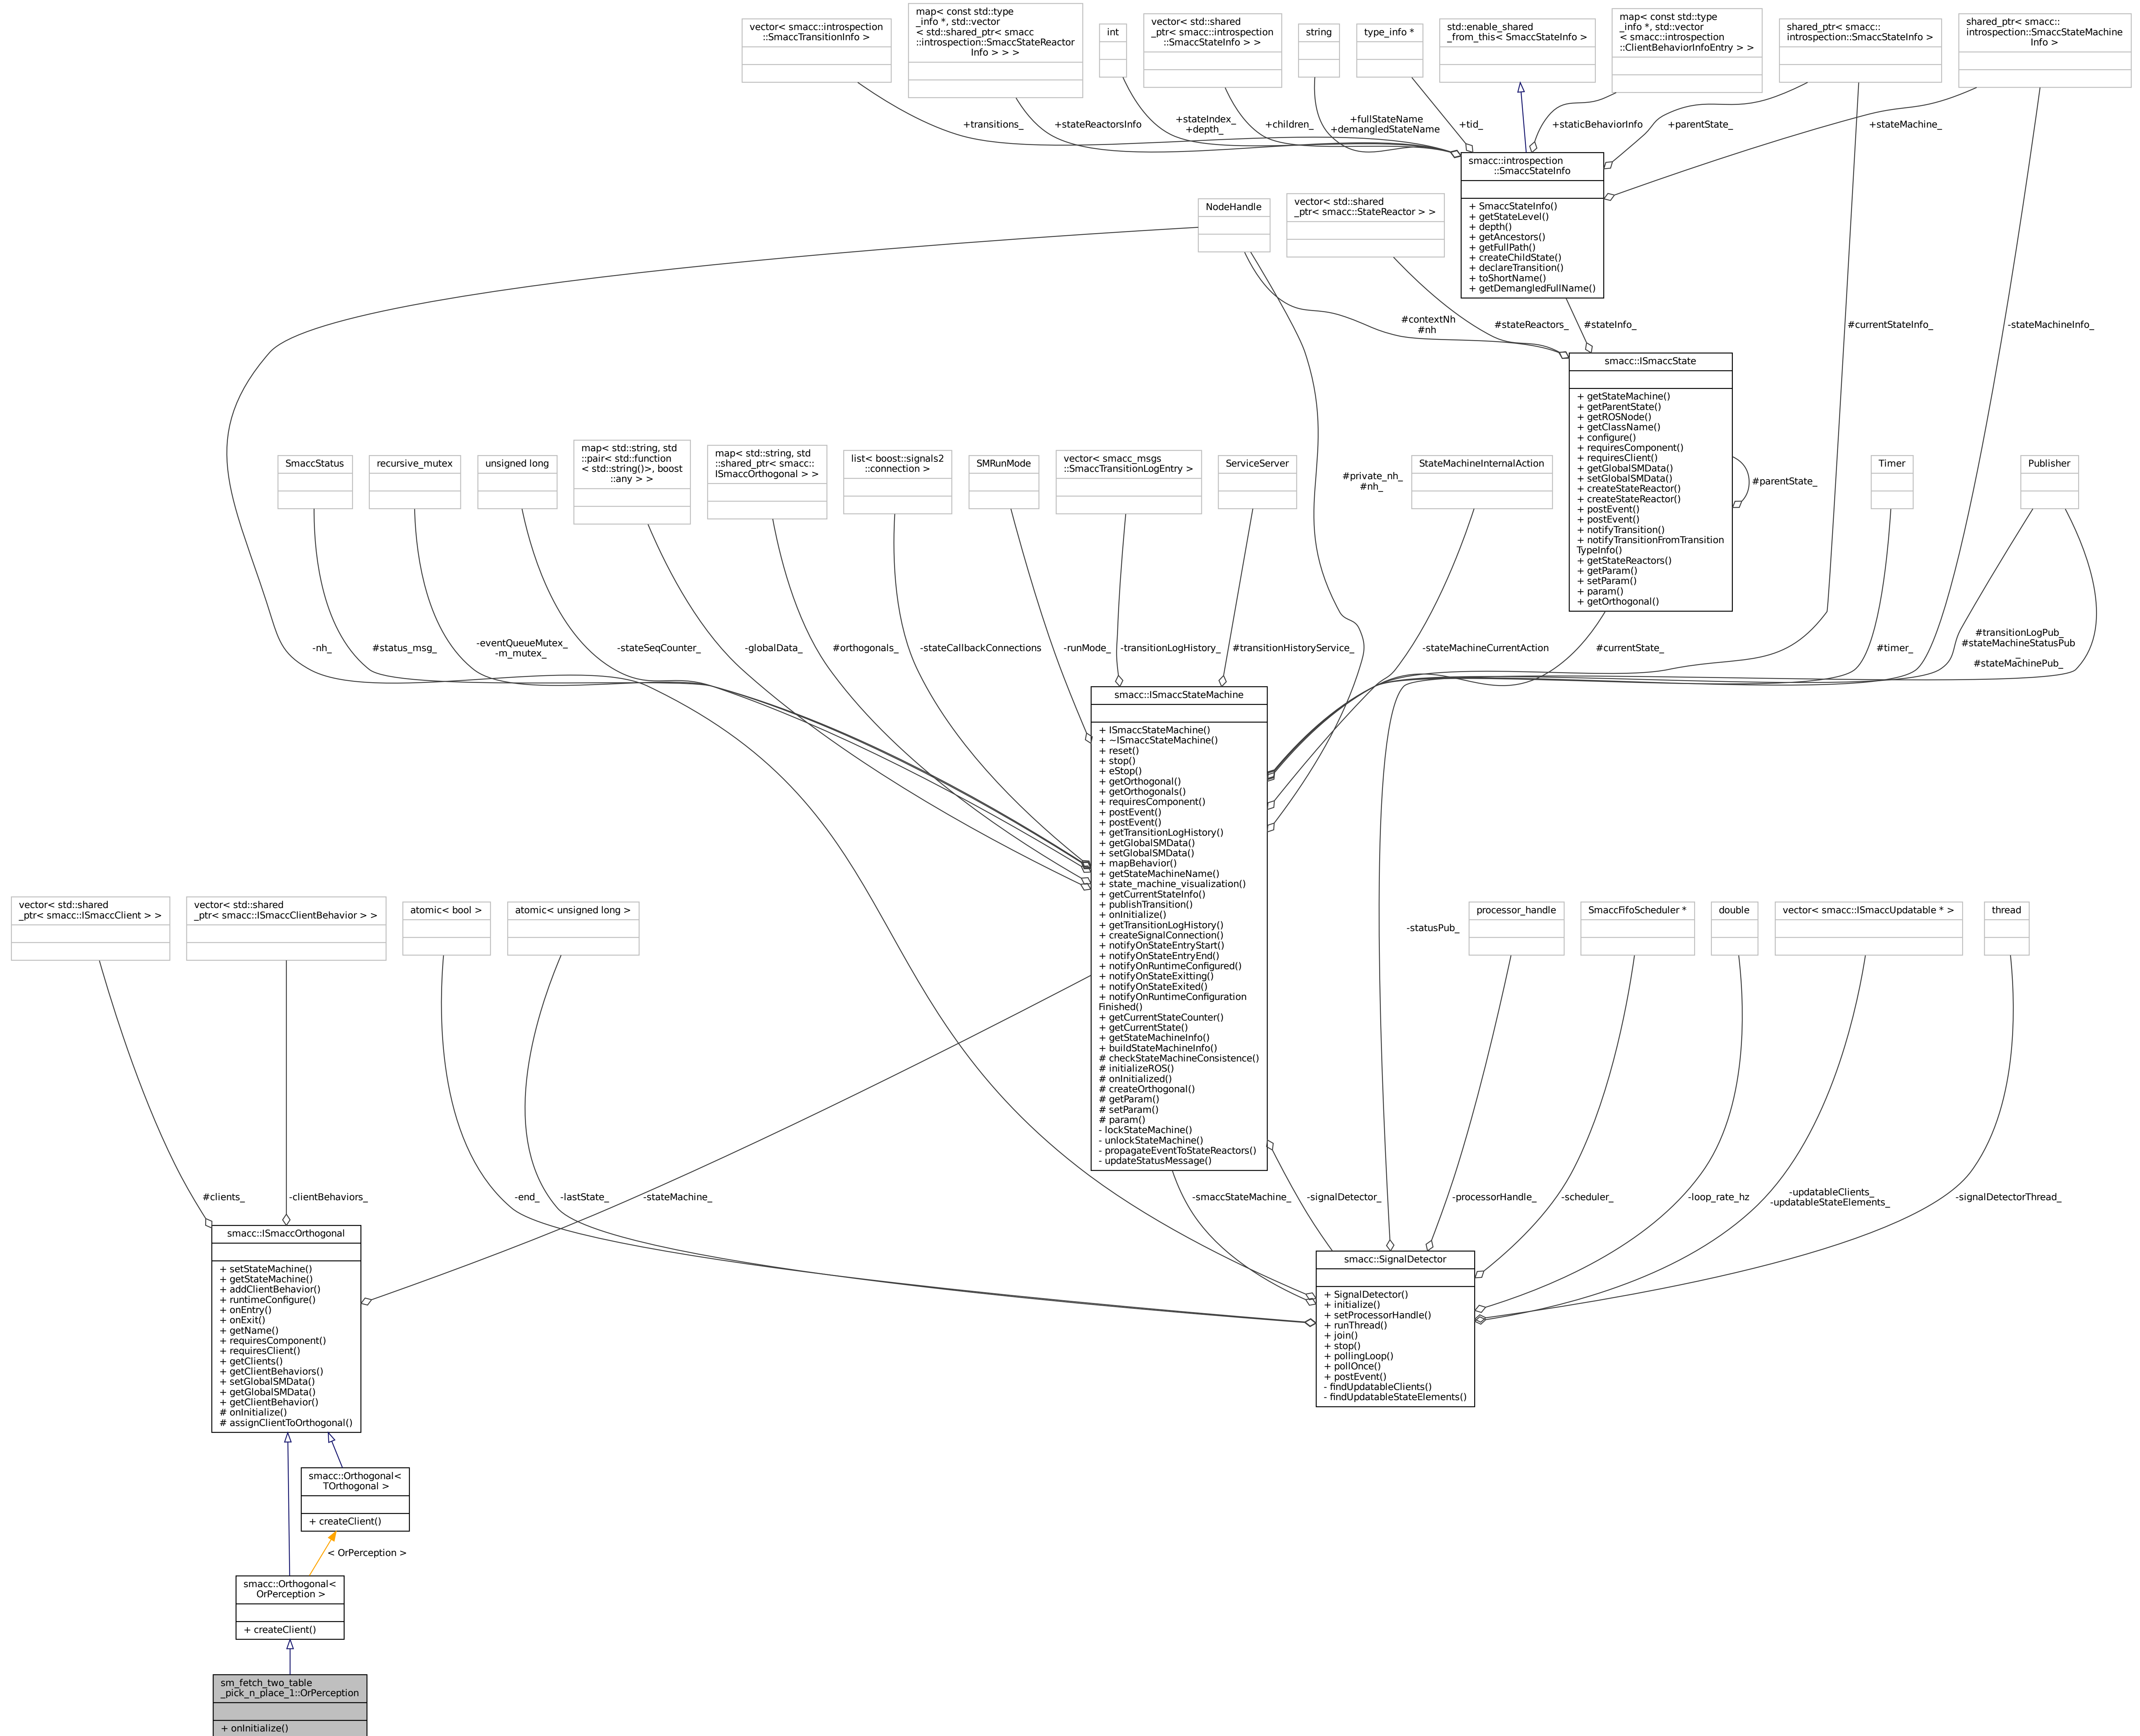 vector< smacc::introspection
::SmaccTransitionInfo >
map< const std::type
_info *, std::vector
< std::shared_ptr< smacc
::introspection::SmaccStateReactor
Info > > >
int
vector< std::shared
_ptr< smacc::introspection
::SmaccStateInfo > >
string
type_info *
std::enable_shared
_from_this< SmaccStateInfo >
map< const std::type
_info *, std::vector
< smacc::introspection
::ClientBehaviorInfoEntry > >
shared_ptr< smacc::
introspection::SmaccStateInfo >
shared_ptr< smacc::
introspection::SmaccStateMachine
Info >
+transitions_
+stateReactorsInfo
+stateIndex_
+depth_
+children_
+fullStateName
+demangledStateName
+tid_
+staticBehaviorInfo
+parentState_
+stateMachine_
smacc::introspection
::SmaccStateInfo
+ SmaccStateInfo()
+ getStateLevel()
+ depth()
+ getAncestors()
+ getFullPath()
+ createChildState()
+ declareTransition()
+ toShortName()
+ getDemangledFullName()
NodeHandle
vector< std::shared
_ptr< smacc::StateReactor > >
#contextNh
#nh
#stateReactors_
#stateInfo_
#currentStateInfo_
-stateMachineInfo_
smacc::ISmaccState
+ getStateMachine()
+ getParentState()
+ getROSNode()
+ getClassName()
+ configure()
+ requiresComponent()
+ requiresClient()
+ getGlobalSMData()
+ setGlobalSMData()
+ createStateReactor()
+ createStateReactor()
+ postEvent()
+ postEvent()
+ notifyTransition()
+ notifyTransitionFromTransition
TypeInfo()
+ getStateReactors()
+ getParam()
+ setParam()
+ param()
+ getOrthogonal()
#parentState_
SmaccStatus
recursive_mutex
unsigned long
map< std::string, std
::pair< std::function
< std::string()>, boost
::any > >
map< std::string, std
::shared_ptr< smacc::
ISmaccOrthogonal > >
list< boost::signals2
::connection >
SMRunMode
vector< smacc_msgs
::SmaccTransitionLogEntry >
ServiceServer
#private_nh_
#nh_
StateMachineInternalAction
Timer
Publisher
-nh_
#status_msg_
-eventQueueMutex_
-m_mutex_
-stateSeqCounter_
-globalData_
#orthogonals_
-stateCallbackConnections
-runMode_
-transitionLogHistory_
#transitionHistoryService_
-stateMachineCurrentAction
#currentState_
#timer_
#transitionLogPub_
#stateMachineStatusPub
_
#stateMachinePub_
smacc::ISmaccStateMachine
+ ISmaccStateMachine()
+ ~ISmaccStateMachine()
+ reset()
+ stop()
+ eStop()
+ getOrthogonal()
+ getOrthogonals()
+ requiresComponent()
+ postEvent()
+ postEvent()
+ getTransitionLogHistory()
+ getGlobalSMData()
+ setGlobalSMData()
+ mapBehavior()
+ getStateMachineName()
+ state_machine_visualization()
+ getCurrentStateInfo()
+ publishTransition()
+ onInitialize()
+ getTransitionLogHistory()
+ createSignalConnection()
+ notifyOnStateEntryStart()
+ notifyOnStateEntryEnd()
+ notifyOnRuntimeConfigured()
+ notifyOnStateExitting()
+ notifyOnStateExited()
+ notifyOnRuntimeConfiguration
Finished()
+ getCurrentStateCounter()
+ getCurrentState()
+ getStateMachineInfo()
+ buildStateMachineInfo()
# checkStateMachineConsistence()
# initializeROS()
# onInitialized()
# createOrthogonal()
# getParam()
# setParam()
# param()
- lockStateMachine()
- unlockStateMachine()
- propagateEventToStateReactors()
- updateStatusMessage()
vector< std::shared
_ptr< smacc::ISmaccClient > >
vector< std::shared
_ptr< smacc::ISmaccClientBehavior > >
atomic< bool >
atomic< unsigned long >
-statusPub_
processor_handle
SmaccFifoScheduler *
double
vector< smacc::ISmaccUpdatable * >
thread
#clients_
-clientBehaviors_
-end_
-lastState_
-stateMachine_
-smaccStateMachine_
-signalDetector_
-processorHandle_
-scheduler_
-loop_rate_hz
-updatableClients_
-updatableStateElements_
-signalDetectorThread_
smacc::ISmaccOrthogonal
+ setStateMachine()
+ getStateMachine()
+ addClientBehavior()
+ runtimeConfigure()
+ onEntry()
+ onExit()
+ getName()
+ requiresComponent()
+ requiresClient()
+ getClients()
+ getClientBehaviors()
+ setGlobalSMData()
+ getGlobalSMData()
+ getClientBehavior()
# onInitialize()
# assignClientToOrthogonal()
smacc::SignalDetector
+ SignalDetector()
+ initialize()
+ setProcessorHandle()
+ runThread()
+ join()
+ stop()
+ pollingLoop()
+ pollOnce()
+ postEvent()
- findUpdatableClients()
- findUpdatableStateElements()
smacc::Orthogonal<
TOrthogonal >
+ createClient()
< OrPerception >
smacc::Orthogonal<
OrPerception >
+ createClient()
sm_fetch_two_table
_pick_n_place_1::OrPerception
+ onInitialize()